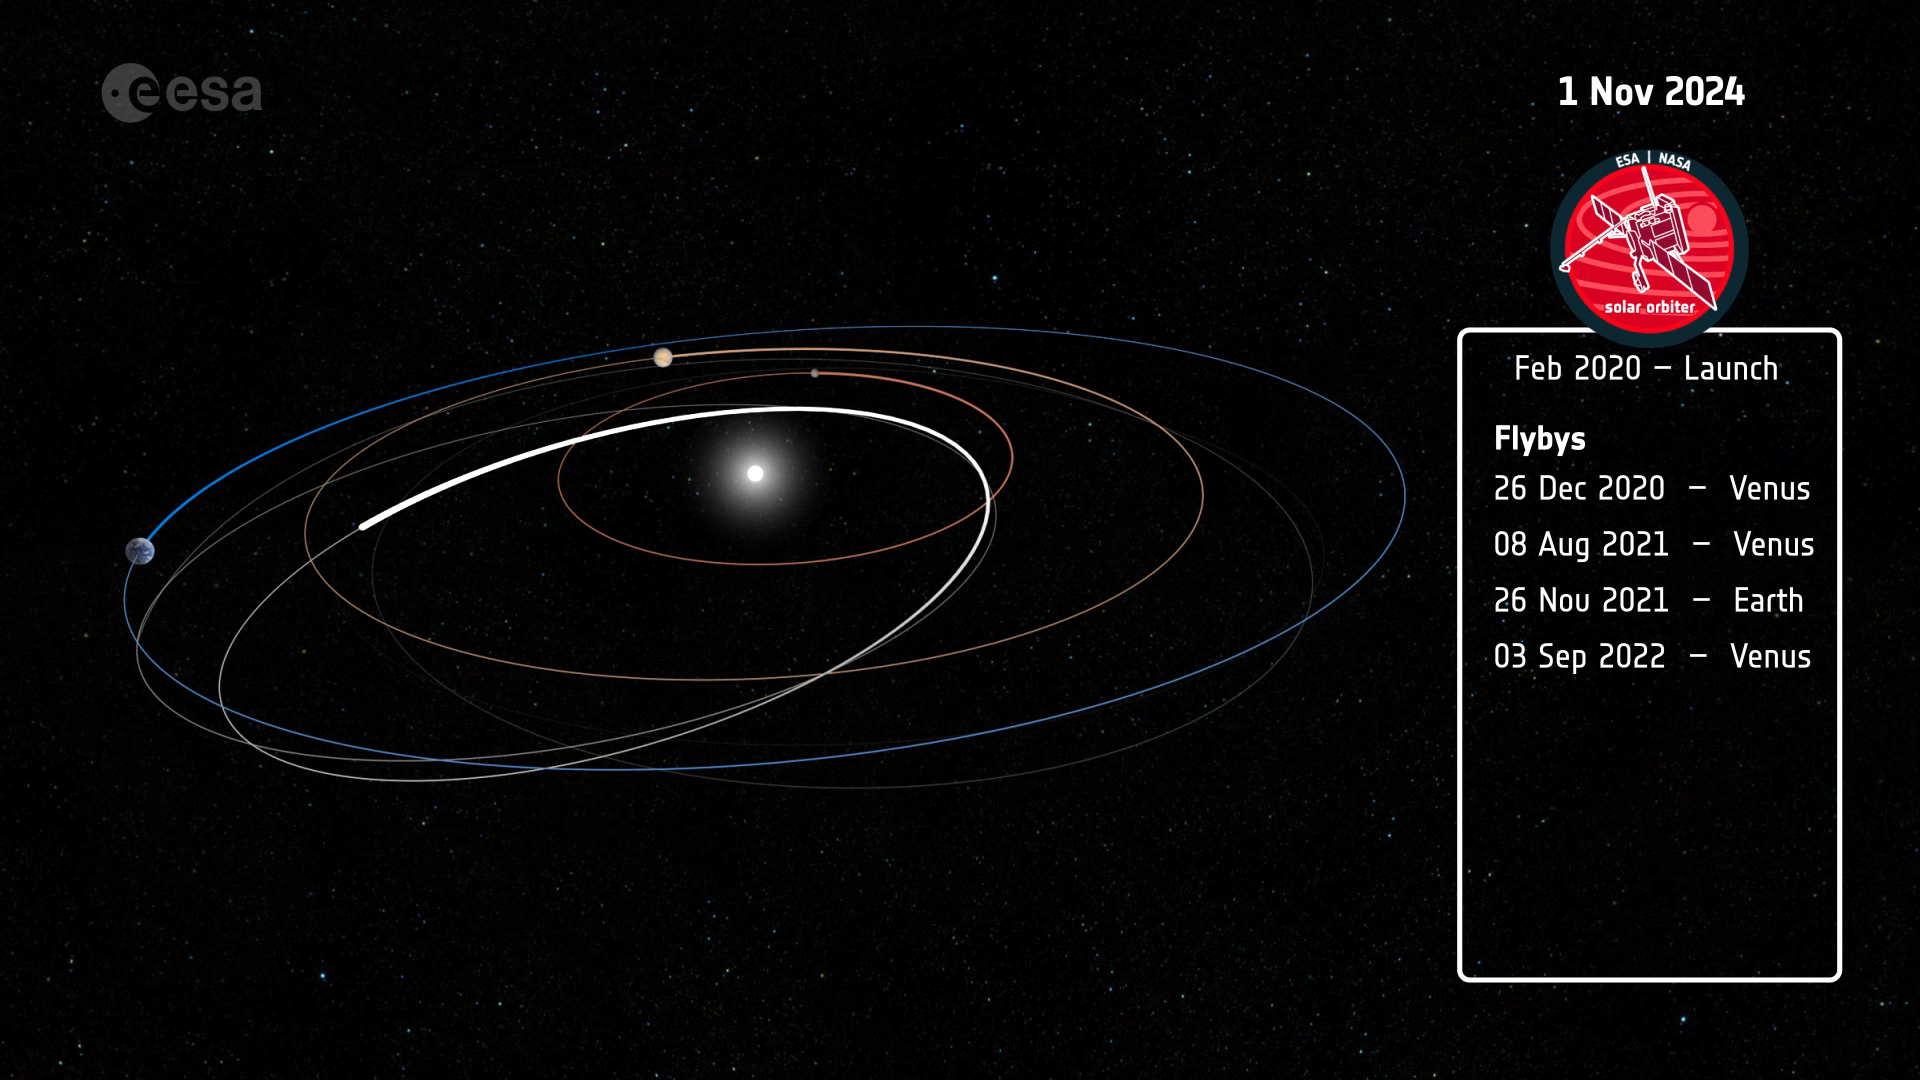 esa
1 Nov 2024
ESA | NASA
solar orbiter
Feb 2020 – Launch
Flybys
26 Dec 2020 – Venus
08 Aug 2021 – Venus
26 Nov 2021 – Earth
03 Sep 2022 – Venus